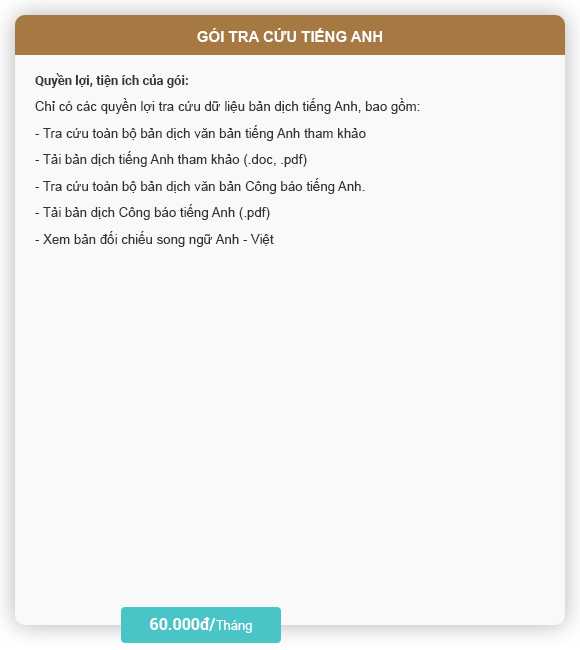 GÓI TRA CỨU TIẾNG ANH
Quyền lợi, tiện ích của gói:
Chỉ có các quyền lợi tra cứu dữ liệu bản dịch tiếng Anh, bao gồm:
- Tra cứu toàn bộ bản dịch văn bản tiếng Anh tham khảo
- Tải bản dịch tiếng Anh tham khảo (.doc, .pdf)
- Tra cứu toàn bộ bản dịch văn bản Công báo tiếng Anh.
- Tải bản dịch Công báo tiếng Anh (.pdf)
- Xem bản đối chiếu song ngữ Anh - Việt
60.000đ/Tháng